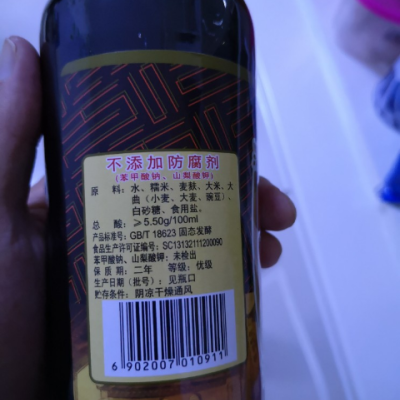 不添加防腐剂
(苯甲酸钠、山梨酸钾)
原 料：水、糯米、麦麸、大米、大
曲（小麦、大麦、豌豆）、
白砂糖、食用盐。
总 酸：≥5.50g/100ml
产品标准号：GB/T 18623 固态发酵
食品生产许可证编号：SC13132111200090
苯甲酸钠、山梨酸钾：未检出
保 质 期：二年 等级：优级
生产日期（批号）：见瓶口
贮存条件：阴凉干燥通风
6 902007 010911